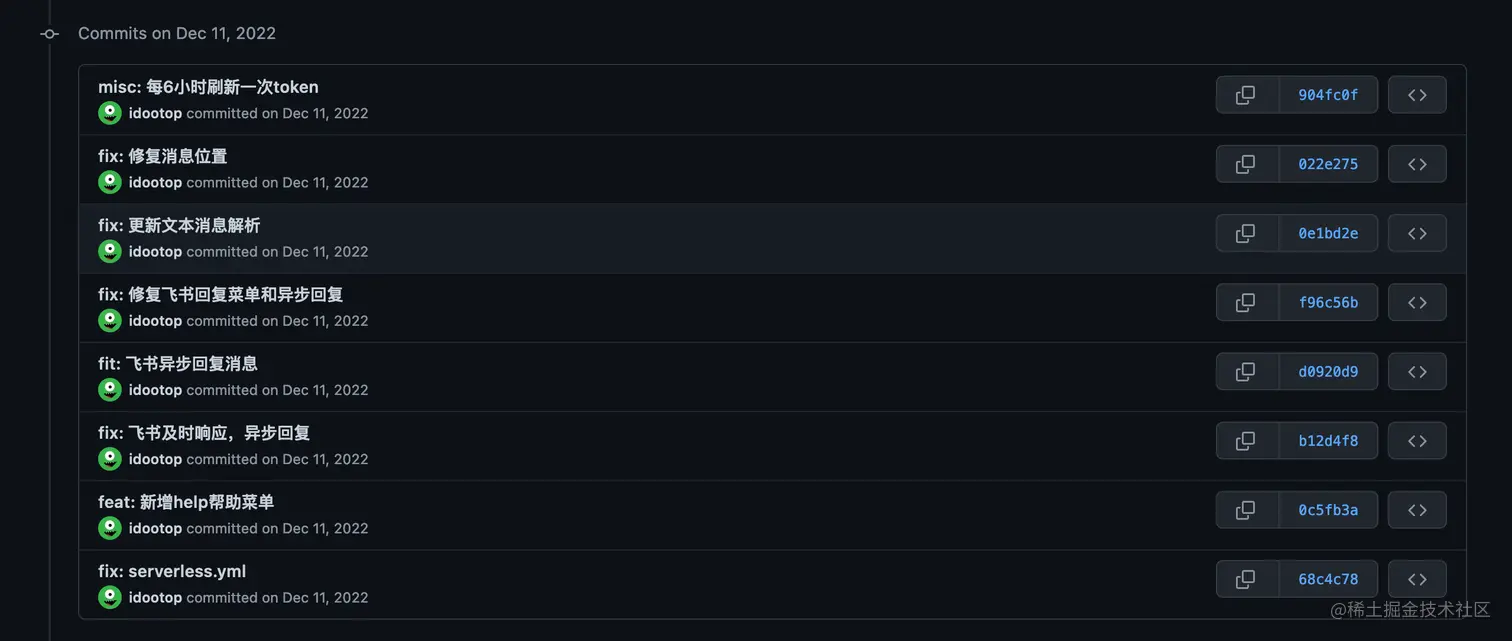 Commits on Dec 11, 2022
misc: 每6小时刷新一次token
904fc0f
idootop committed on Dec 11, 2022
fix: 修复消息位置
022e275
idootop committed on Dec 11, 2022
fix: 更新文本消息解析
0e1bd2e
idootop committed on Dec 11, 2022
fix: 修复飞书回复菜单和异步回复
f96c56b
idootop committed on Dec 11, 2022
fit: 飞书异步回复消息
d0920d9
idootop committed on Dec 11, 2022
fix: 飞书及时响应，异步回复
b12d4f8
idootop committed on Dec 11, 2022
feat: 新增help帮助菜单
0c5fb3a
idootop committed on Dec 11, 2022
fix: serverless.yml
68c4c78
idootop committed on Dec 11, 2022
@稀土掘金技术社区